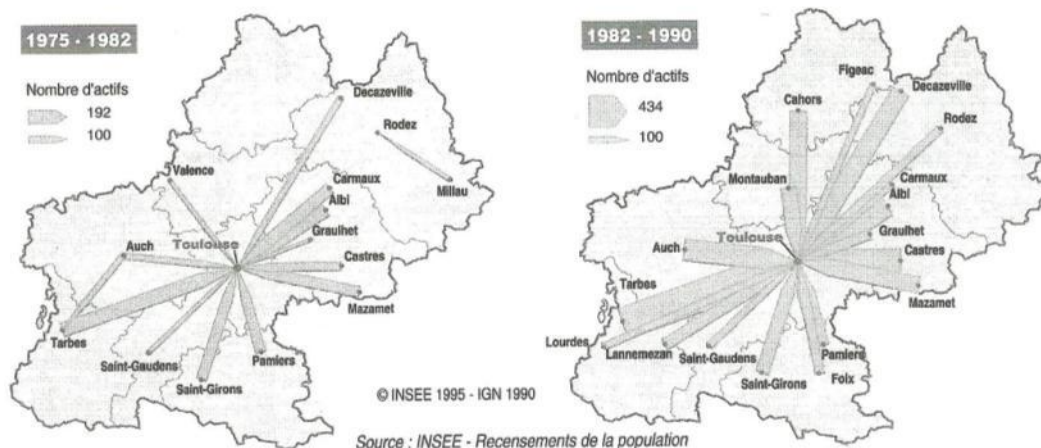 1975 - 1982
Nombre d'actifs
192
100
Decazeville
Rodez
Millau
Valence
Carmaux
Albi
Graulhet
Toulouse
Auch
Castres
Mazamet
Tarbes
Saint-Gaudens
Saint-Girons
Pamiers
1982 - 1990
Nombre d'actifs
434
100
Figeac
Decazeville
Cahors
Rodez
Montauban
Carmaux
Albi
Graulhet
Toulouse
Auch
Castres
Tarbes
Mazamet
Lourdes
Lannemezan
Saint-Gaudens
Saint-Girons
Pamiers
Foix
© INSEE 1995 - IGN 1990
Source : INSEE - Recensements de la population